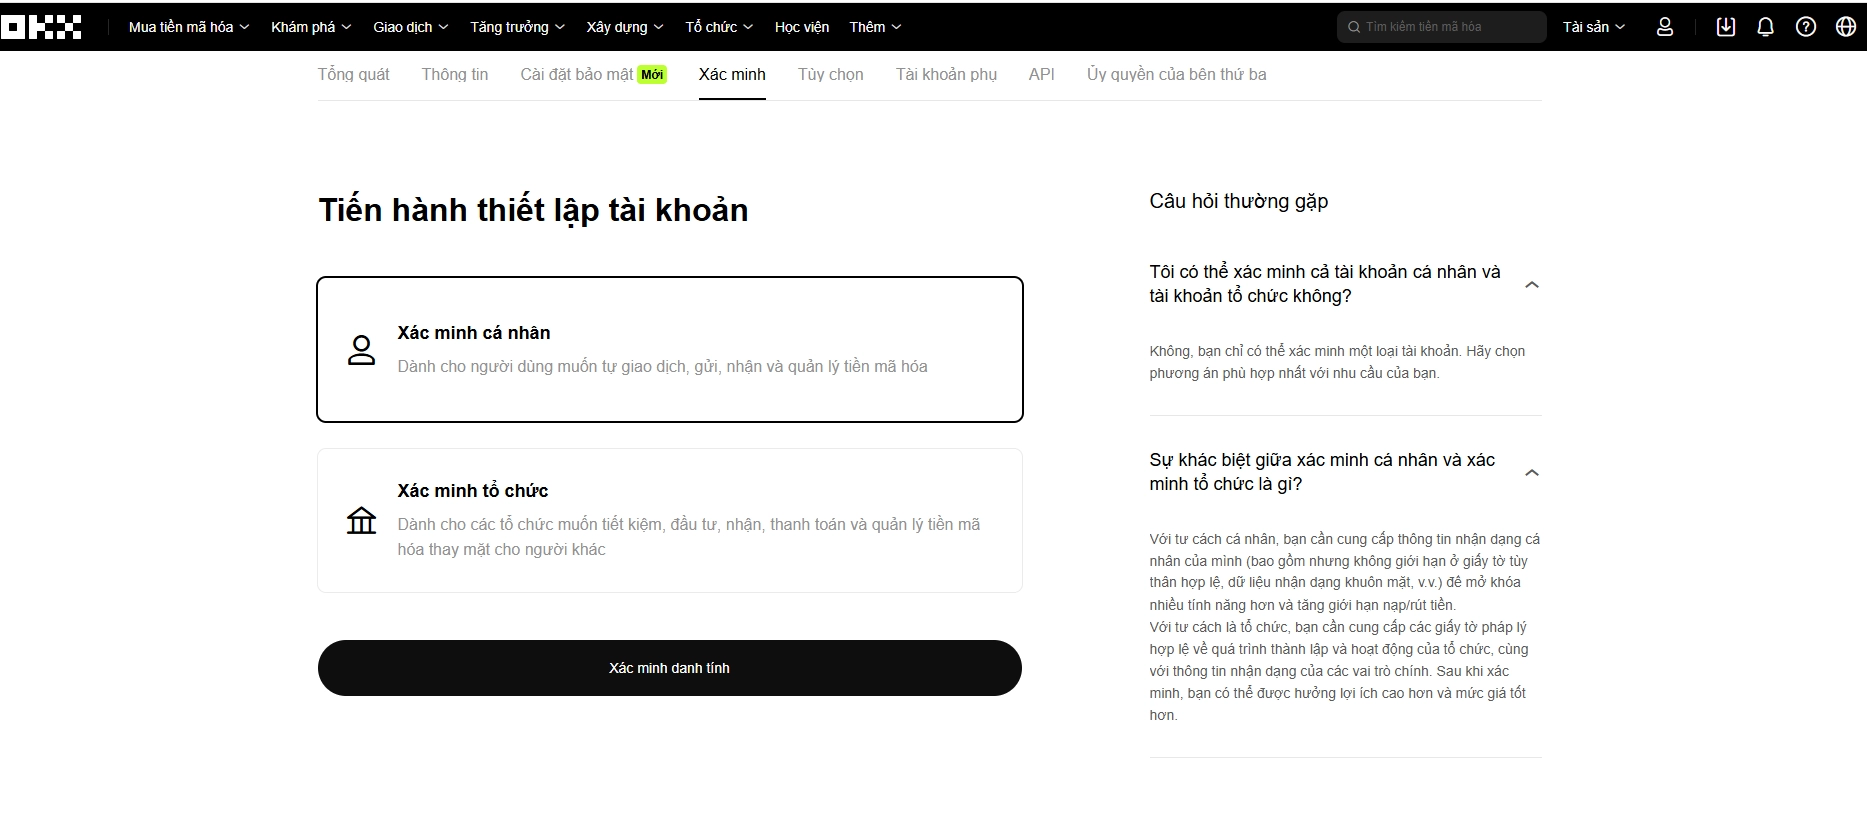 OKX
Mua tiền mã hóa
Khám phá
Giao dịch
Tăng trưởng
Xây dựng
Tổ chức
Học viện
Thêm
Tìm kiếm tiền mã hóa
Tài sản
Tổng quát
Thông tin
Cài đặt bảo mật Mới
Xác minh
Tùy chọn
Tài khoản phụ
API
Ủy quyền của bên thứ ba
Tiến hành thiết lập tài khoản
Xác minh cá nhân
Dành cho người dùng muốn tự giao dịch, gửi, nhận và quản lý tiền mã hóa
Xác minh tổ chức
Dành cho các tổ chức muốn tiết kiệm, đầu tư, nhận, thanh toán và quản lý tiền mã
hóa thay mặt cho người khác
Xác minh danh tính
Câu hỏi thường gặp
Tôi có thể xác minh cả tài khoản cá nhân và
tài khoản tổ chức không?
Không, bạn chỉ có thể xác minh một loại tài khoản. Hãy chọn
phương án phù hợp nhất với nhu cầu của bạn.
Sự khác biệt giữa xác minh cá nhân và xác
minh tổ chức là gì?
Với tư cách cá nhân, bạn cần cung cấp thông tin nhận dạng cá
nhân của mình (bao gồm nhưng không giới hạn ở giấy tờ tùy
thân hợp lệ, dữ liệu nhận dạng khuôn mặt, v.v.) để mở khóa
nhiều tính năng hơn và tăng giới hạn nạp/rút tiền.
Với tư cách là tổ chức, bạn cần cung cấp các giấy tờ pháp lý
hợp lệ về quá trình thành lập và hoạt động của tổ chức, cùng
với thông tin nhận dạng của các vai trò chính. Sau khi xác
minh, bạn có thể được hưởng lợi ích cao hơn và mức giá tốt
hơn.